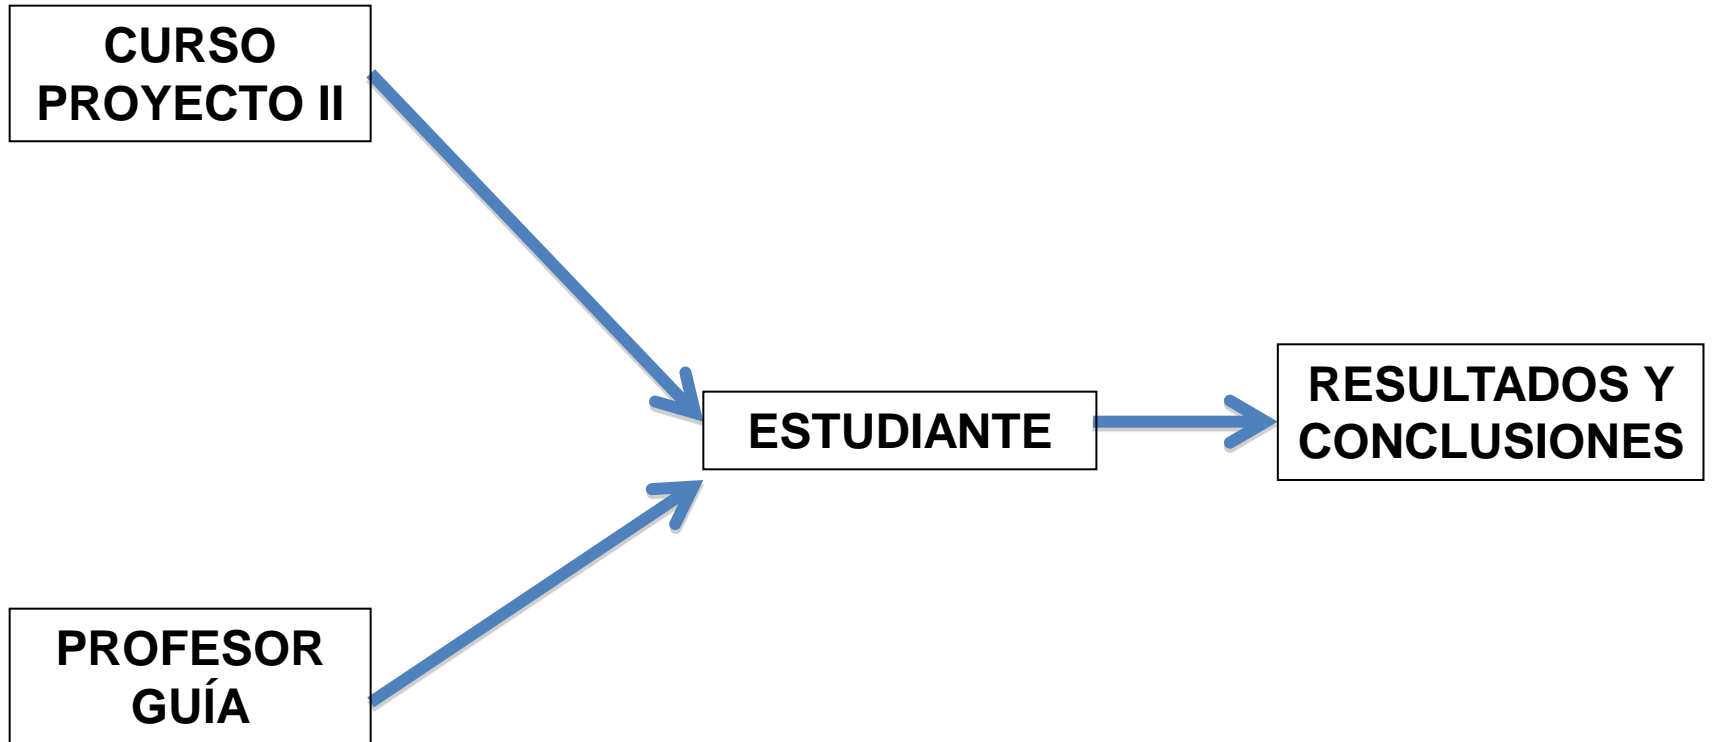 CURSO
PROYECTO II
ESTUDIANTE
RESULTADOS Y
CONCLUSIONES
PROFESOR
GUÍA